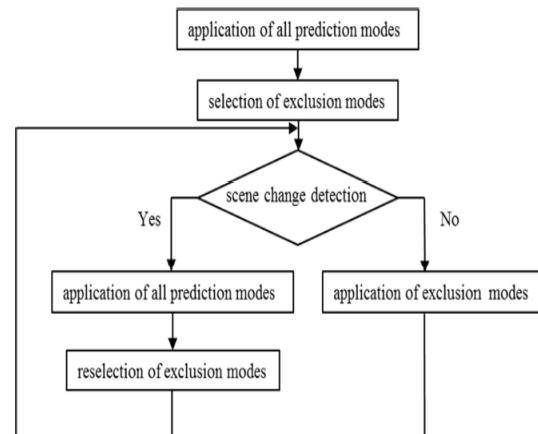 application of all prediction modes
selection of exclusion modes
scene change detection
Yes
No
application of all prediction modes
application of exclusion modes
reselection of exclusion modes